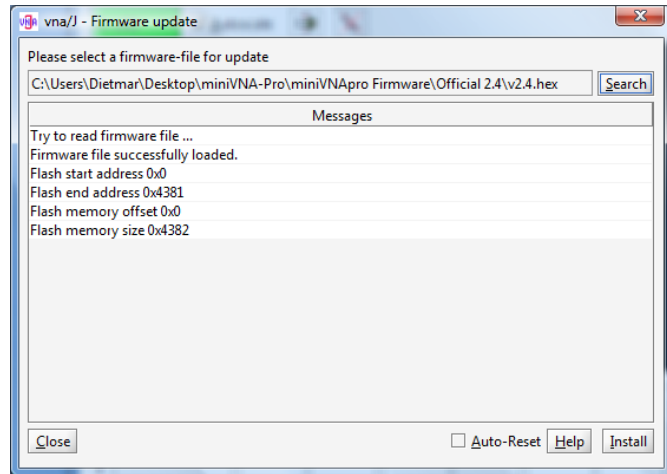 vna/J - Firmware update
Please select a firmware-file for update
C:\Users\Dietmar\Desktop\miniVNA-Pro\miniVNApro Firmware\Official 2.4\v2.4.hex Search
Messages
Try to read firmware file ...
Firmware file successfully loaded.
Flash start address 0x0
Flash end address 0x4381
Flash memory offset 0x0
Flash memory size 0x4382
Close Auto-Reset Help Install